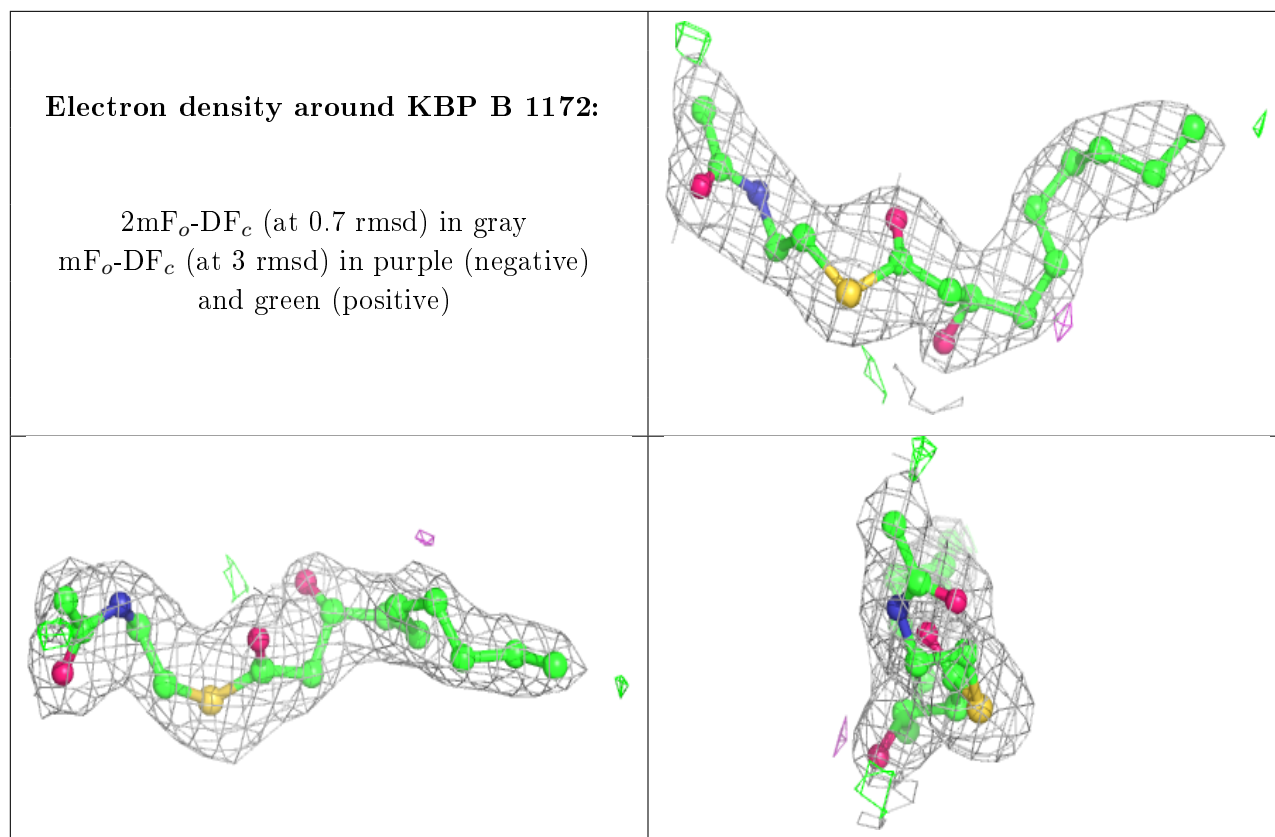 Electron density around KBP B 1172:
2mFo-DFc (at 0.7 rmsd) in gray
mFo-DFc (at 3 rmsd) in purple (negative)
and green (positive)